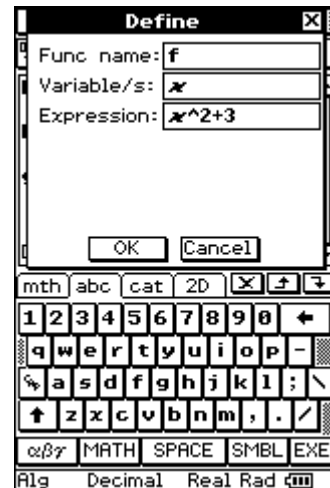 Define
Func name: f
Variable/s: x
Expression: x^2+3
OK Cancel
mth abc cat 2D
1 2 3 4 5 6 7 8 9 0 ←
q w e r t y u i o p -
a s d f g h j k l ; \
↑ z x c v b n m , . /
αβγ MATH SPACE SMBL EXE
Alg Decimal Real Rad